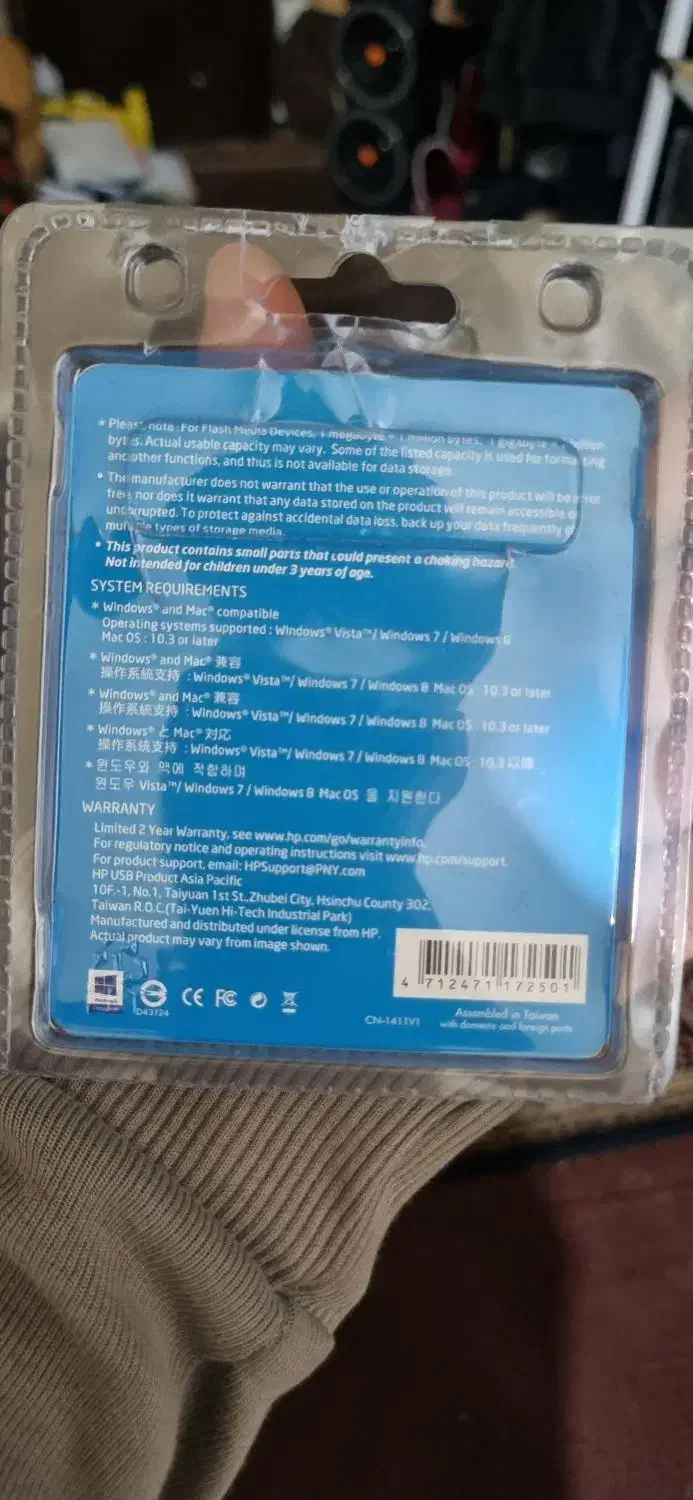 * Please note : For Flash Media Devices, 1 megabyte = 1 million bytes, 1 gigabyte = 1 billion
bytes. Actual usable capacity may vary. Some of the listed capacity is used for formatting
and other functions, and thus is not available for data storage.
• The manufacturer does not warrant that the use or operation of this product will be error
free, nor does it warrant that any data stored on the product will remain accessible or
uncorrupted. To protect against accidental data loss, back up your data frequently on
multiple types of storage media.
• This product contains small parts that could present a choking hazard.
Not intended for children under 3 years of age.
SYSTEM REQUIREMENTS
* Windows® and Mac® compatible
Operating systems supported : Windows® Vista™/ Windows 7 / Windows 8
Mac OS : 10.3 or later
* Windows® and Mac® 兼容
操作系統支持 : Windows® Vista™/ Windows 7 / Windows 8 Mac OS : 10.3 or later
* Windows® and Mac® 兼容
操作系統支持 : Windows® Vista™/ Windows 7 / Windows 8 Mac OS : 10.3 or later
* Windows® と Mac® 对応
操作系統支持 : Windows® Vista™/ Windows 7 / Windows 8 Mac OS : 10.3 以降
* 윈도우와 맥에 적합하며
윈도우 Vista™/ Windows 7 / Windows 8 Mac OS 을 지원한다
WARRANTY
Limited 2 Year Warranty, see www.hp.com/go/warrantyinfo.
For regulatory notice and operating instructions visit www.hp.com/support.
For product support, email: HPSupport@PNY.com
HP USB Product Asia Pacific
10F.-1, No.1, Taiyuan 1st St.,Zhubei City, Hsinchu County 302,
Taiwan R.O.C.(Tai-Yuen Hi-Tech Industrial Park)
Manufactured and distributed under license from HP.
Actual product may vary from image shown.
D43724
CE FC
4 712471 172501
CN-1411V1
Assembled in Taiwan
with domestic and foreign parts